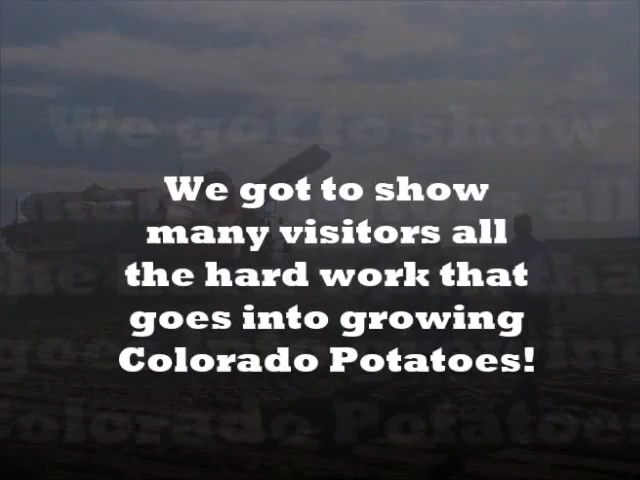 We got to show
many visitors all
the hard work that
goes into growing
Colorado Potatoes!